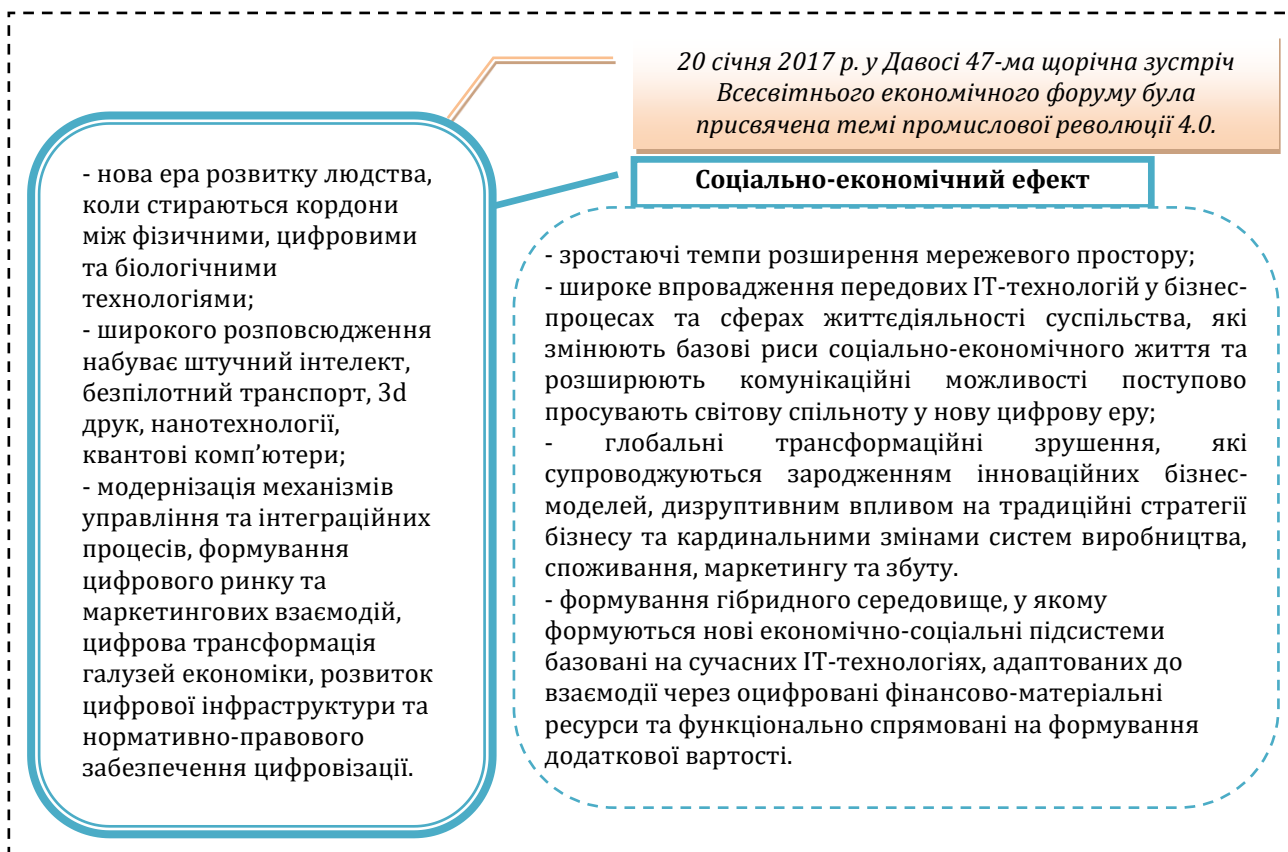 20 січня 2017 р. у Давосі 47-ма щорічна зустріч
Всесвітнього економічного форуму була
присвячена темі промислової революції 4.0.
- нова ера розвитку людства,
коли стираються кордони
між фізичними, цифровими
та біологічними
технологіями;
- широкого розповсюдження
набуває штучний інтелект,
безпілотний транспорт, 3d
друк, нанотехнології,
квантові комп’ютери;
- модернізація механізмів
управління та інтеграційних
процесів, формування
цифрового ринку та
маркетингових взаємодій,
цифрова трансформація
галузей економіки, розвиток
цифрової інфраструктури та
нормативно-правового
забезпечення цифровізації.
Соціально-економічний ефект
- зростаючі темпи розширення мережевого простору;
- широке впровадження передових ІТ-технологій у бізнес-
процесах та сферах життєдіяльності суспільства, які
змінюють базові риси соціально-економічного життя та
розширюють комунікаційні можливості поступово
просувають світову спільноту у нову цифрову еру;
- глобальні трансформаційні зрушення, які
супроводжуються зародженням інноваційних бізнес-
моделей, дизруптивним впливом на традиційні стратегії
бізнесу та кардинальними змінами систем виробництва,
споживання, маркетингу та збуту.
- формування гібридного середовище, у якому
формуються нові економічно-соціальні підсистеми
базовані на сучасних ІТ-технологіях, адаптованих до
взаємодії через оцифровані фінансово-матеріальні
ресурси та функціонально спрямовані на формування
додаткової вартості.